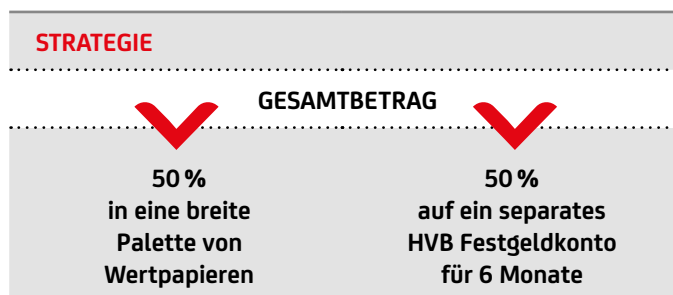 STRATEGIE
GESAMTBETRAG
50 %
in eine breite
Palette von
Wertpapieren
50 %
auf ein separates
HVB Festgeldkonto
für 6 Monate